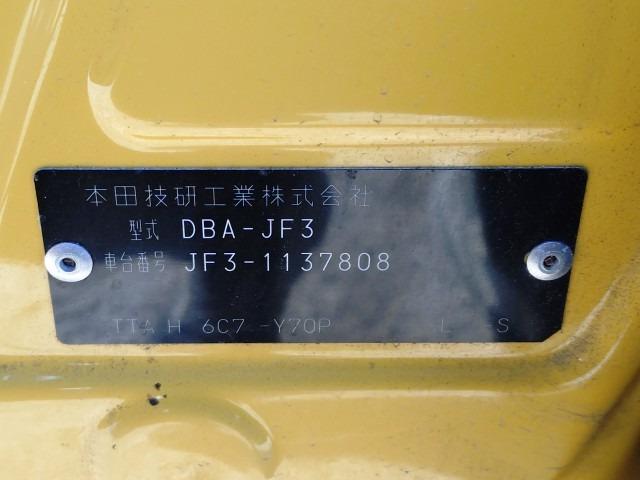 本田技研工業株式会社
型式 DBA-JF3
車台番号 JF3-1137808
TTA H 6C7 -Y70P L S